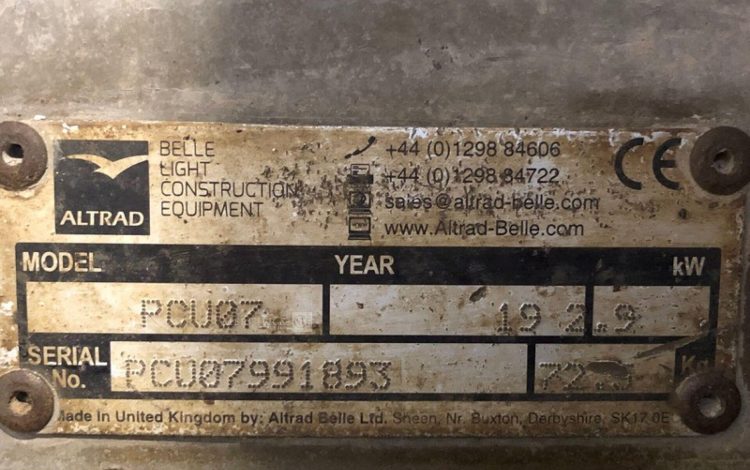 ALTRAD
BELLE
LIGHT
CONSTRUCTION
EQUIPMENT
+44 (0)1298 84606
+44 (0)1298 84722
sales@altrad-belle.com
www.Altrad-Belle.com
CE
MODEL YEAR kW
PCU07 19 2.9
SERIAL No. PCU07991893 Kg
Made in United Kingdom by: Altrad Belle Ltd. Sheen, Nr. Buxton, Derbyshire, SK17